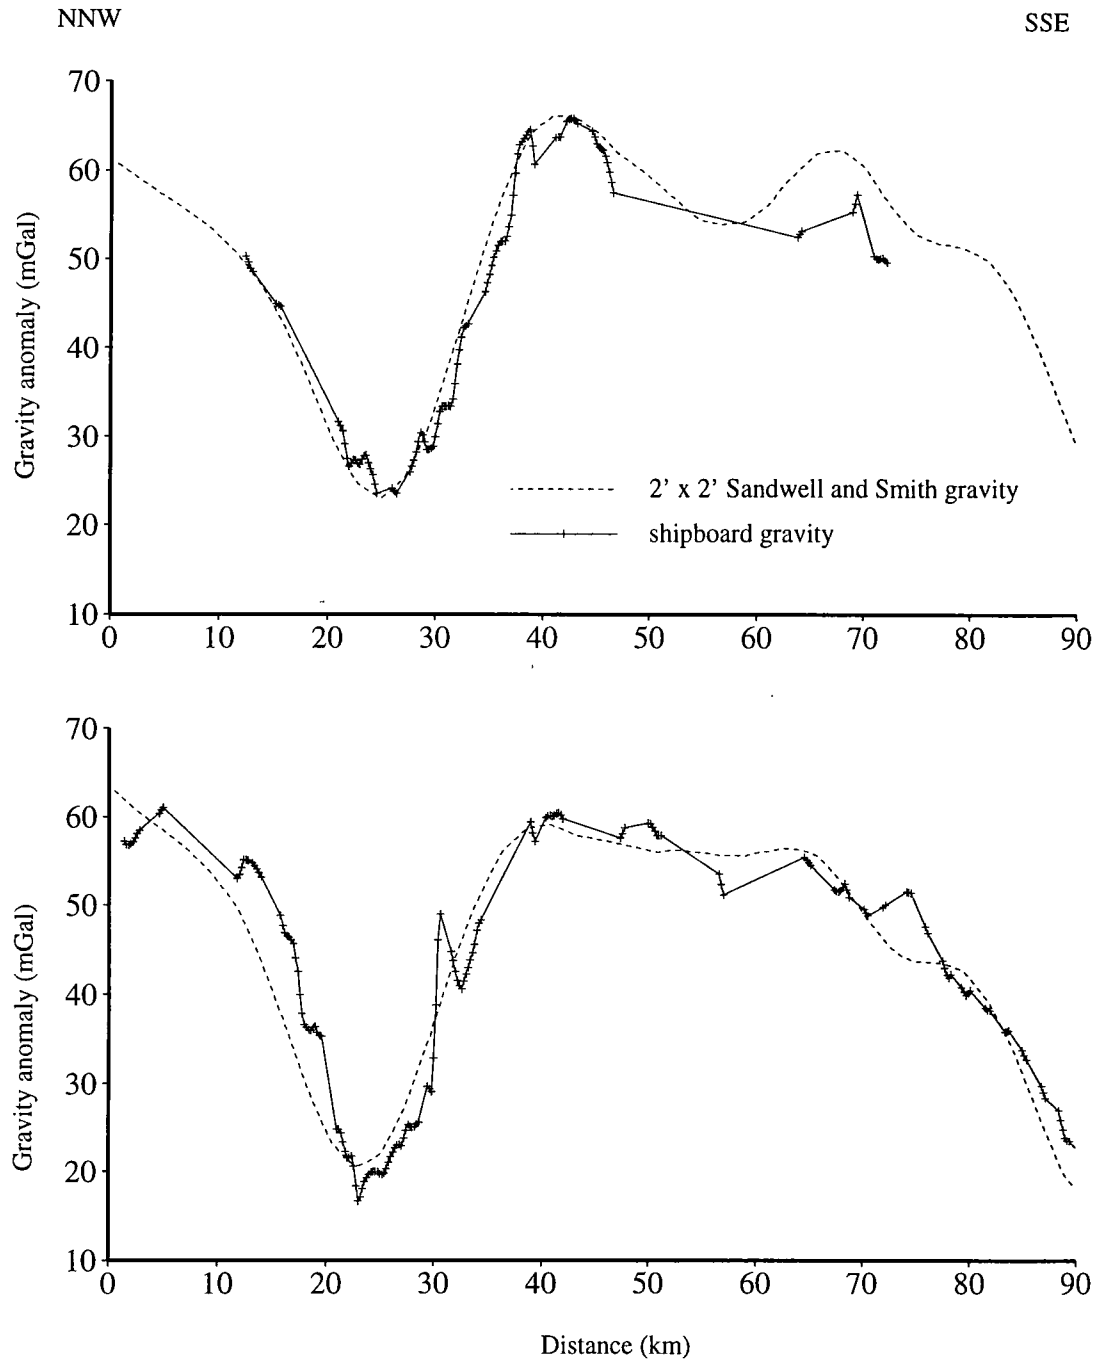 NNW
SSE
70
60
50
40
30
20
10
Gravity anomaly (mGal)
2' x 2' Sandwell and Smith gravity
shipboard gravity
0 10 20 30 40 50 60 70 80 90
70
60
50
40
30
20
10
Gravity anomaly (mGal)
0 10 20 30 40 50 60 70 80 90
Distance (km)